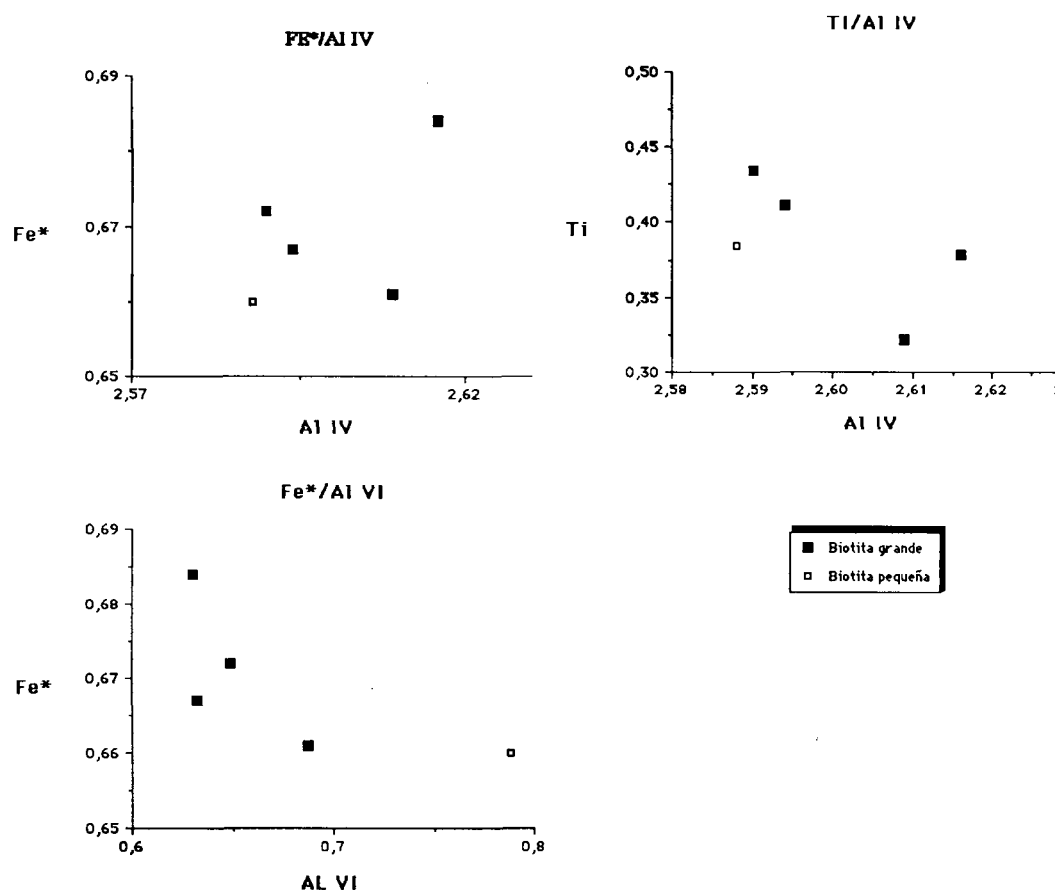 FE*/Al IV
0,69
0,67
0,65
Fe*
2,57
2,62
Al IV
Ti/Al IV
0,50
0,45
0,40
0,35
0,30
Ti
2,58
2,59
2,60
2,61
2,62
Al IV
Fe*/Al VI
0,69
0,68
0,67
0,66
0,65
Fe*
0,6
0,7
0,8
AL VI
Biotita grande
Biotita pequeña